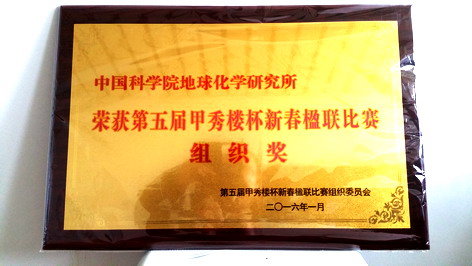 中国科学院地球化学研究所
荣获第五届甲秀楼杯新春楹联比赛
组织奖
第五届甲秀楼杯新春楹联比赛组织委员会
二〇一六年一月